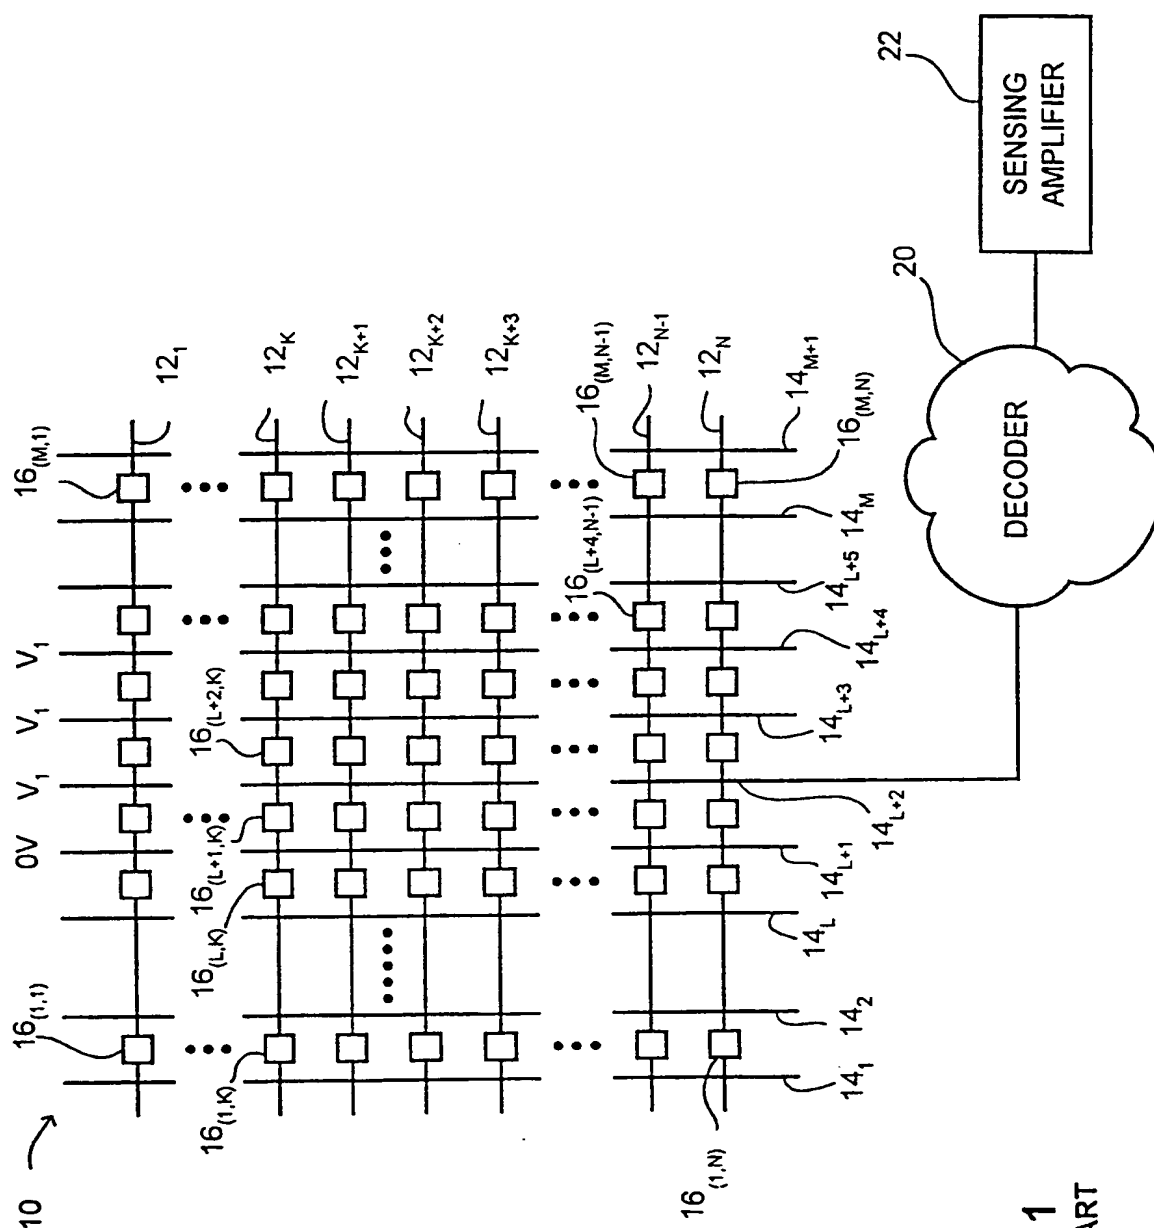 10
0V
V₁
V₁
V₁
16(1,1)
16(M,1)
12₁
16(1,K)
16(L,K)
16(L+1,K)
16(L+2,K)
12K
12K+1
12K+2
12K+3
16(L+4,N-1)
16(M,N-1)
12N-1
12N
16(1,N)
16(M,N)
14₁
14₂
14L
14L+1
14L+2
14L+3
14L+4
14L+5
14M
14M+1
DECODER
20
SENSING
AMPLIFIER
22
1
ART